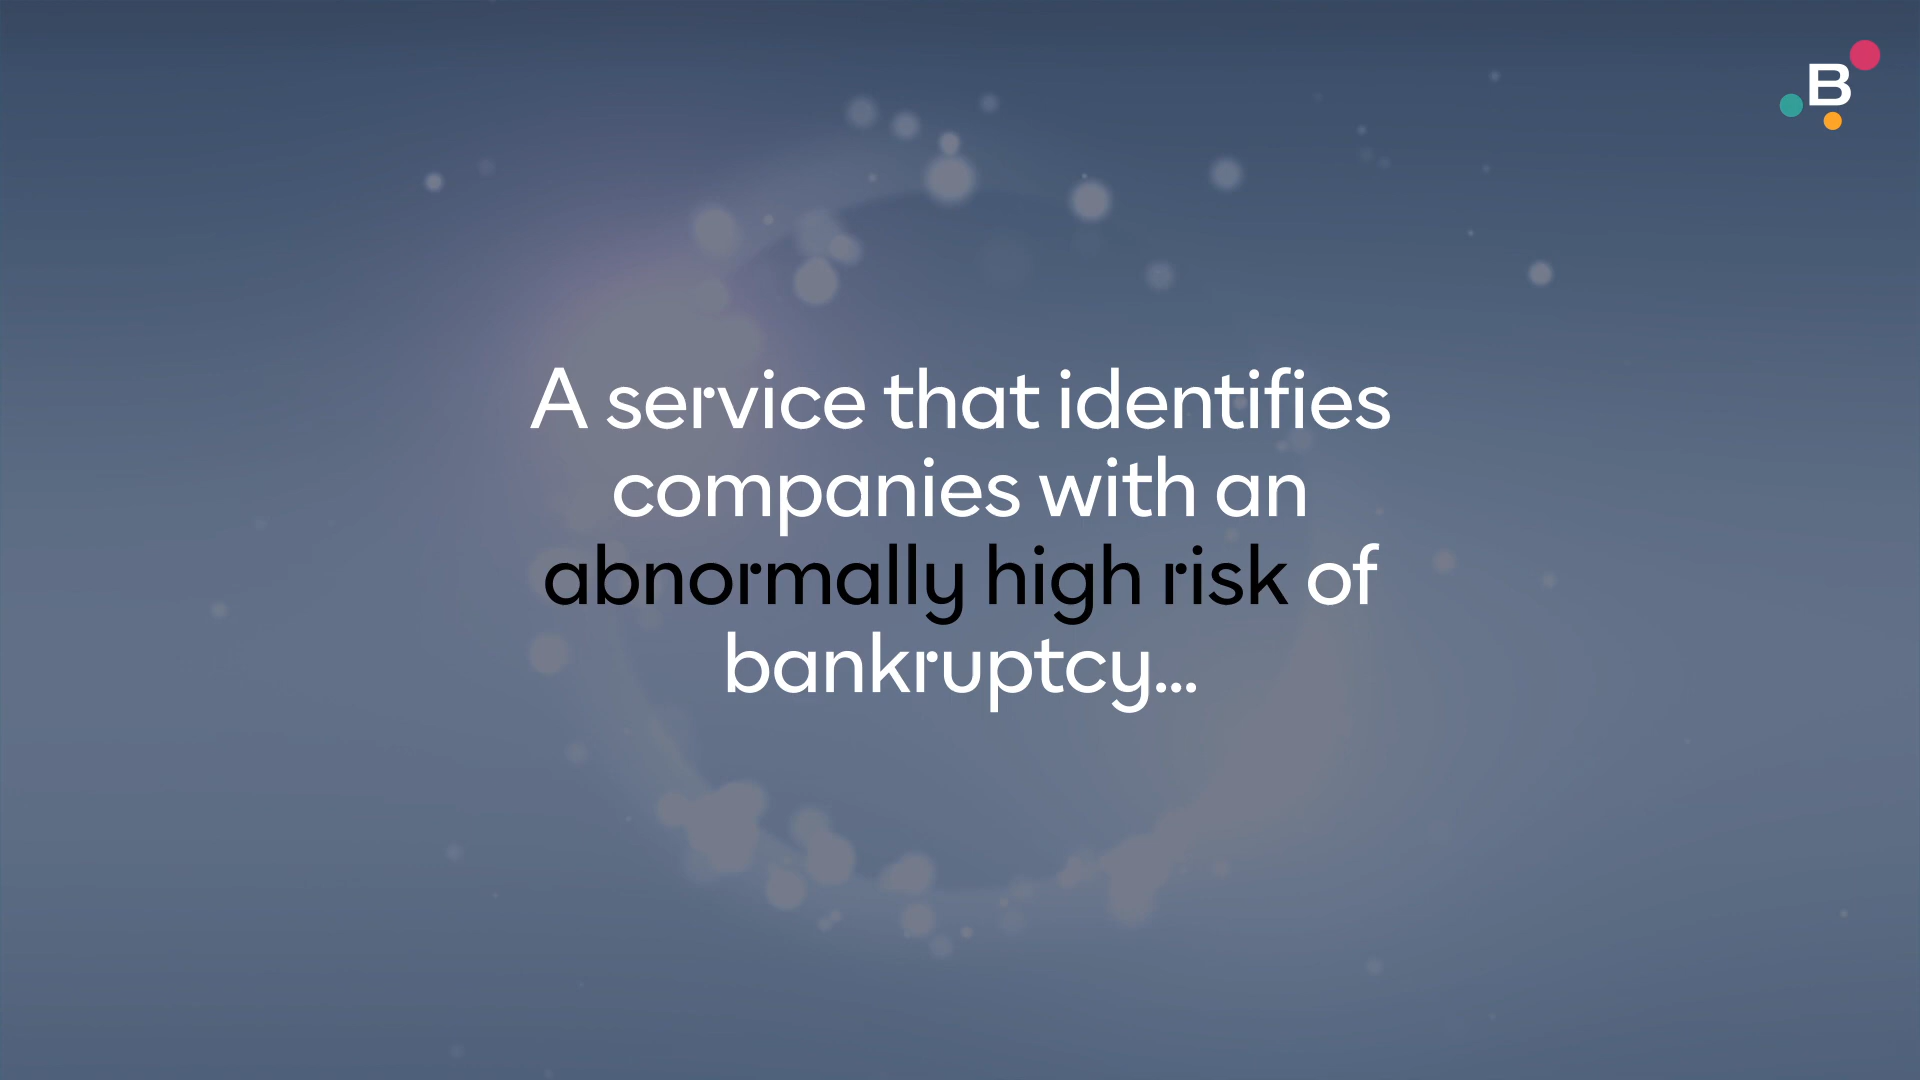 B
A service that identifies
companies with an
abnormally high risk of
bankruptcy...